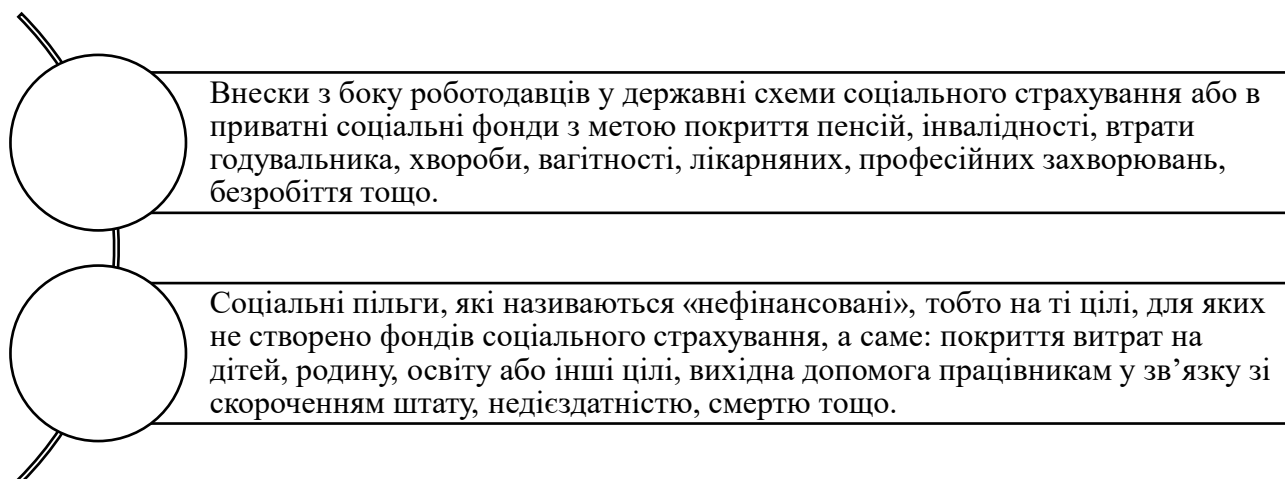 Внески з боку роботодавців у державні схеми соціального страхування або в
приватні соціальні фонди з метою покриття пенсій, інвалідності, втрати
годувальника, хвороби, вагітності, лікарняних, професійних захворювань,
безробіття тощо.
Соціальні пільги, які називаються «нефінансовані», тобто на ті цілі, для яких
не створено фондів соціального страхування, а саме: покриття витрат на
дітей, родину, освіту або інші цілі, вихідна допомога працівникам у зв’язку зі
скороченням штату, недієздатністю, смертю тощо.